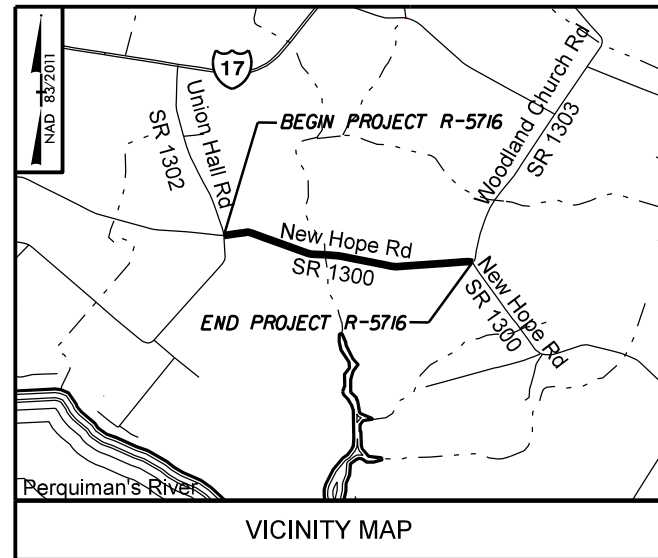 NAD 83/2011
17
Union Hall Rd
SR 1302
BEGIN PROJECT R-5716
Woodland Church Rd
SR 1303
New Hope Rd
SR 1300
END PROJECT R-5716
New Hope Rd
SR 1300
Perquiman's River
VICINITY MAP